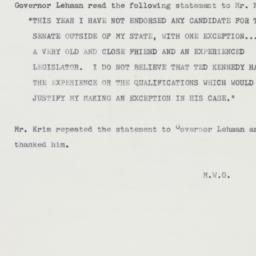 Governor Lehman read the following statement to Mr. K
"THIS YEAR I HAVE NOT ENDORSED ANY CANDIDATE FOR T
SENATE OUTSIDE OF MY STATE, WITH ONE EXCEPTION...
A VERY OLD AND CLOSE FRIEND AND AN EXPERIENCED
LEGISLATOR. I DO NOT BELIEVE THAT TED KENNEDY HA
THE EXPERIENCE OR THE QUALIFICATIONS WHICH WOULD
JUSTIFY MY MAKING AN EXCEPTION IN HIS CASE."
Mr. Krim repeated the statement to Governor Lehman an
thanked him.
M.W.G.